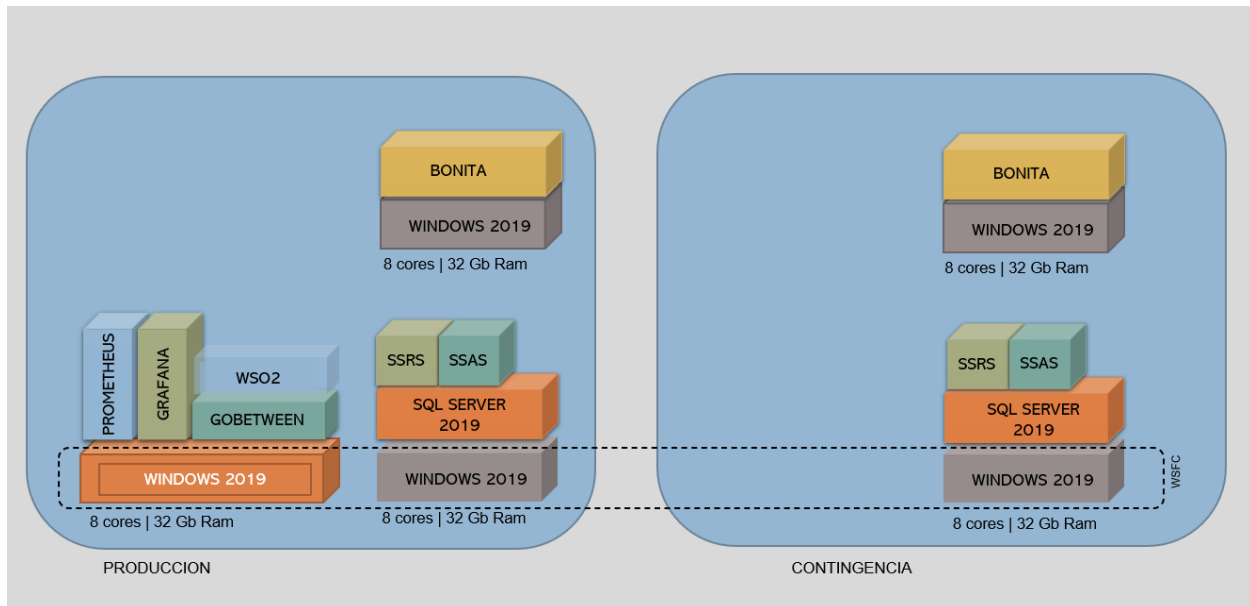 BONITA
WINDOWS 2019
8 cores | 32 Gb Ram
PROMETHEUS
GRAFANA
WSO2
GOBETWEEN
WINDOWS 2019
8 cores | 32 Gb Ram
SSRS
SSAS
SQL SERVER
2019
WINDOWS 2019
8 cores | 32 Gb Ram
PRODUCCION
BONITA
WINDOWS 2019
8 cores | 32 Gb Ram
SSRS
SSAS
SQL SERVER
2019
WINDOWS 2019
8 cores | 32 Gb Ram
WSFC
CONTINGENCIA